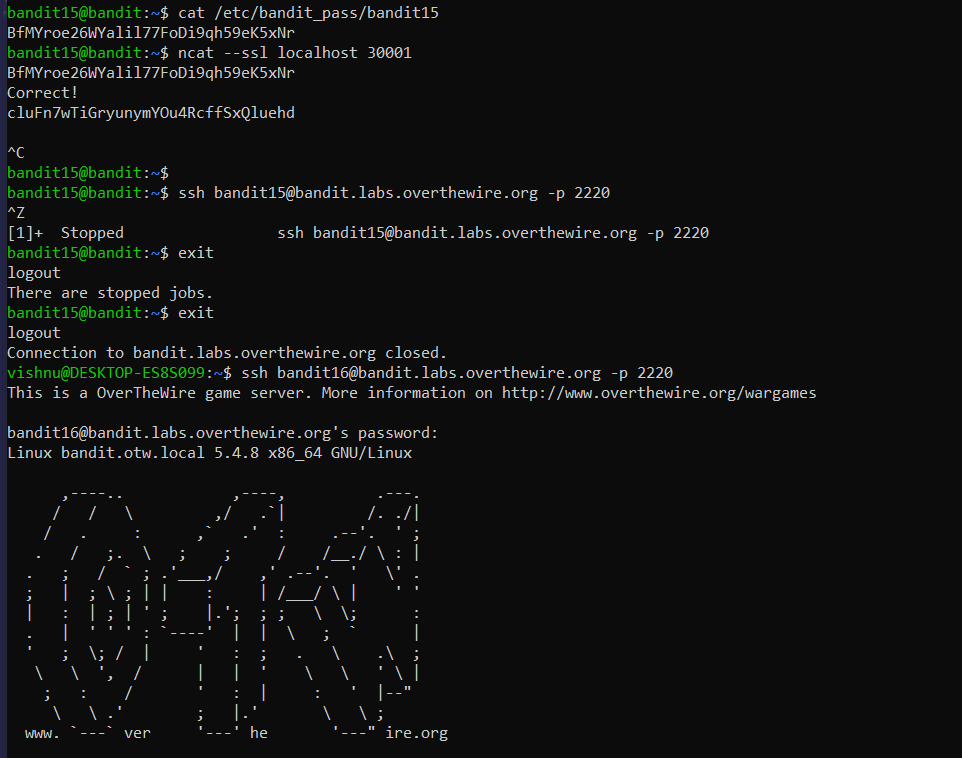 bandit15@bandit:~$ cat /etc/bandit_pass/bandit15
BfMYroe26WYalil77FoDi9qh59eK5xNr
bandit15@bandit:~$ ncat --ssl localhost 30001
BfMYroe26WYalil77FoDi9qh59eK5xNr
Correct!
cluFn7wTiGryunymYOu4RcffSxQluehd

^C
bandit15@bandit:~$
bandit15@bandit:~$ ssh bandit15@bandit.labs.overthewire.org -p 2220
^Z
[1]+  Stopped                 ssh bandit15@bandit.labs.overthewire.org -p 2220
bandit15@bandit:~$ exit
logout
There are stopped jobs.
bandit15@bandit:~$ exit
logout
Connection to bandit.labs.overthewire.org closed.
vishnu@DESKTOP-ES8S099:~$ ssh bandit16@bandit.labs.overthewire.org -p 2220
This is a OverTheWire game server. More information on http://www.overthewire.org/wargames

bandit16@bandit.labs.overthewire.org's password:
Linux bandit.otw.local 5.4.8 x86_64 GNU/Linux

www. `---` ver     '---' he       '---" ire.org